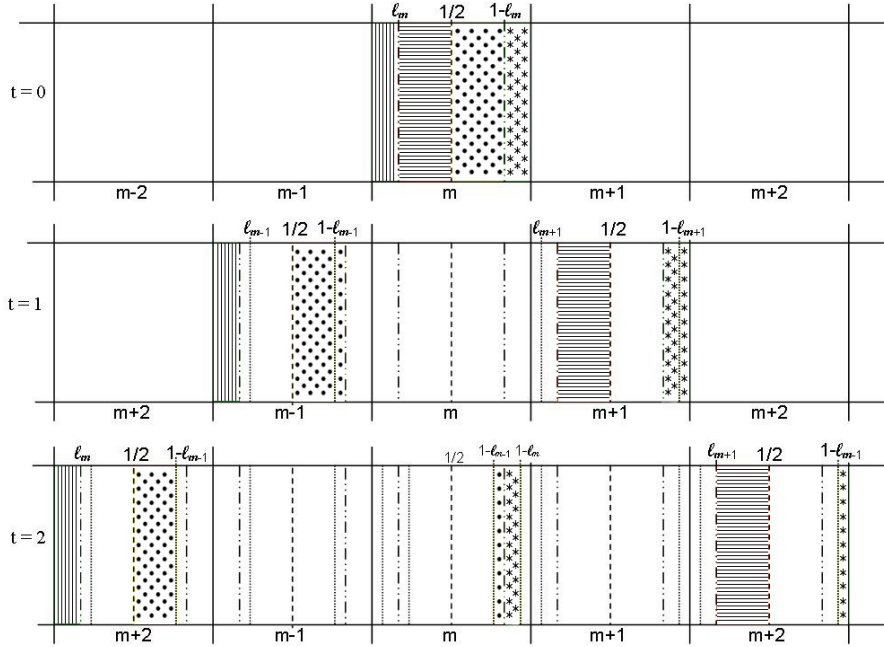 ℓm 1/2 1-ℓm
t = 0
m-2 m-1 m m+1 m+2
ℓm-1 1/2 1-ℓm-1 ℓm+1 1/2 1-ℓm+1
t = 1
m+2 m-1 m m+1 m+2
ℓm 1/2 1-ℓm-1 1/2 1-ℓm-1 1-ℓm ℓm+1 1/2 1-ℓm-1
t = 2
m+2 m-1 m m+1 m+2